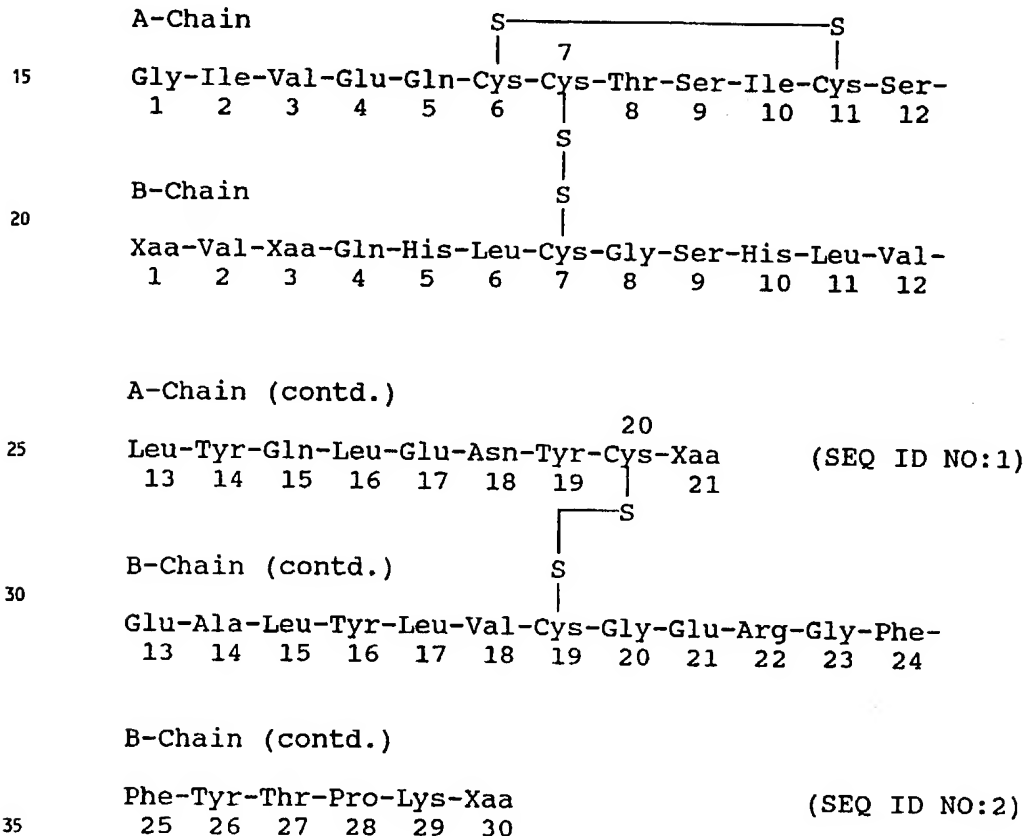 A-Chain S S
7
15 Gly-Ile-Val-Glu-Gln-Cys-Cys-Thr-Ser-Ile-Cys-Ser-
1 2 3 4 5 6 8 9 10 11 12
S
S
B-Chain
20
Xaa-Val-Xaa-Gln-His-Leu-Cys-Gly-Ser-His-Leu-Val-
1 2 3 4 5 6 7 8 9 10 11 12
A-Chain (contd.)
20
25 Leu-Tyr-Gln-Leu-Glu-Asn-Tyr-Cys-Xaa (SEQ ID NO:1)
13 14 15 16 17 18 19 21
S
B-Chain (contd.) S
30
Glu-Ala-Leu-Tyr-Leu-Val-Cys-Gly-Glu-Arg-Gly-Phe-
13 14 15 16 17 18 19 20 21 22 23 24
B-Chain (contd.)
Phe-Tyr-Thr-Pro-Lys-Xaa (SEQ ID NO:2)
35 25 26 27 28 29 30